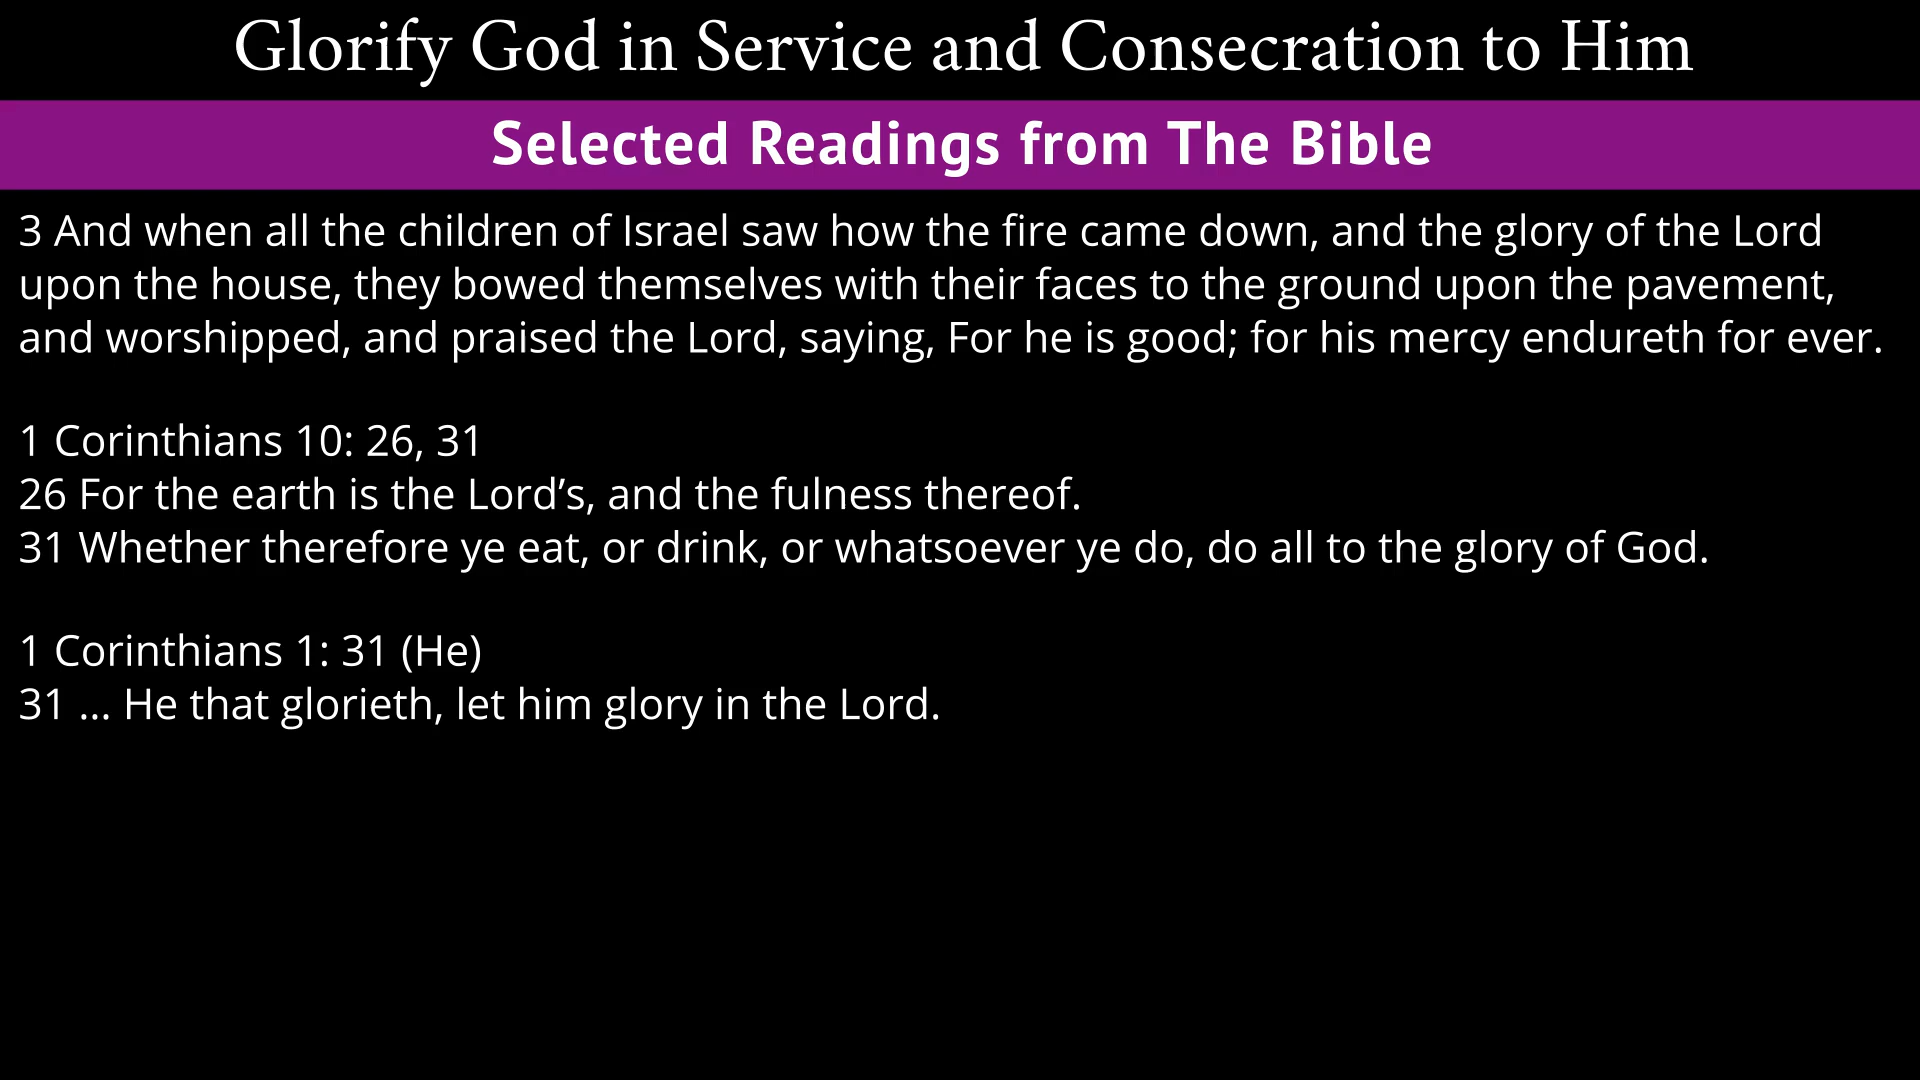 Glorify God in Service and Consecration to Him
Selected Readings from The Bible
3 And when all the children of Israel saw how the fire came down, and the glory of the Lord
upon the house, they bowed themselves with their faces to the ground upon the pavement,
and worshipped, and praised the Lord, saying, For he is good; for his mercy endureth for ever.
1 Corinthians 10: 26, 31
26 For the earth is the Lord’s, and the fulness thereof.
31 Whether therefore ye eat, or drink, or whatsoever ye do, do all to the glory of God.
1 Corinthians 1: 31 (He)
31 ... He that glorieth, let him glory in the Lord.